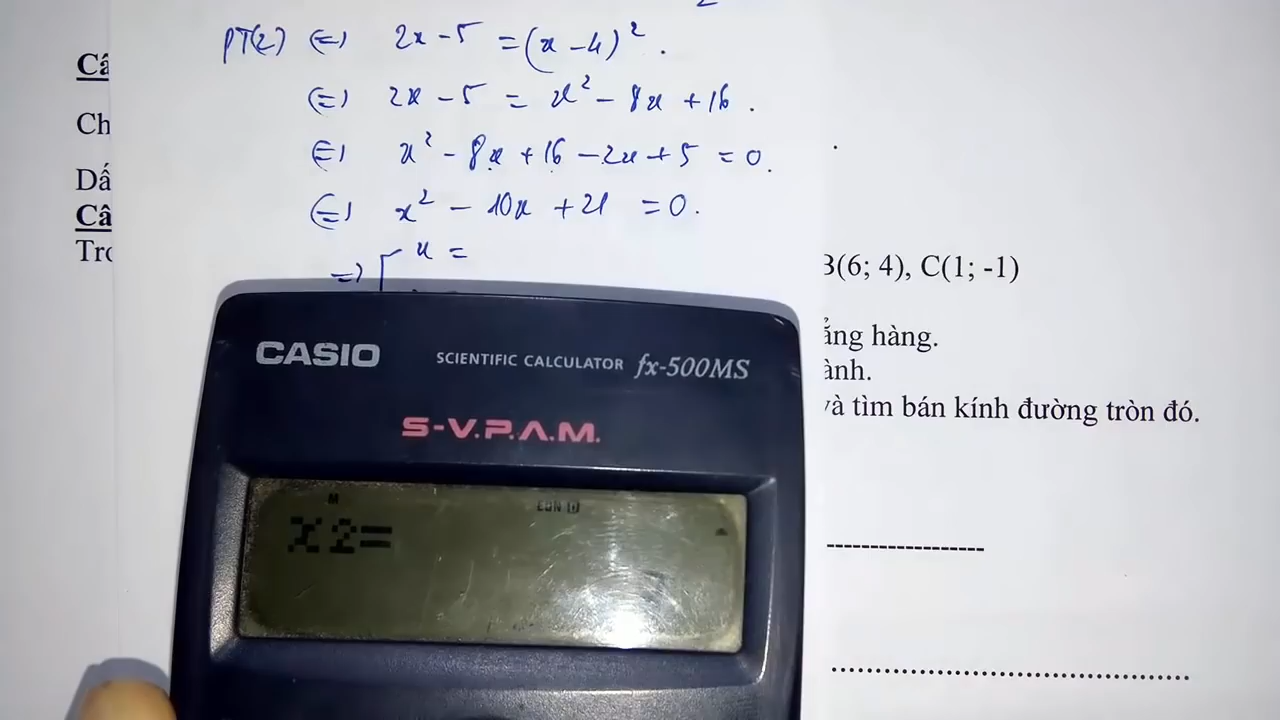 PT(2) (=) 2x - 5 = (x - 4)² .
(=) 2x - 5 = x² - 8x + 16 .
(=) x² - 8x + 16 - 2x + 5 = 0.
(=) x² - 10x + 21 = 0.
=) [ x =
Câ
Ch
Dấ
Câ
Trc
B(6; 4), C(1; -1)
ẳng hàng.
ành.
và tìm bán kính đường tròn đó.
CASIO SCIENTIFIC CALCULATOR fx-500MS
S-V.P.A.M.
M EQN D
X2=